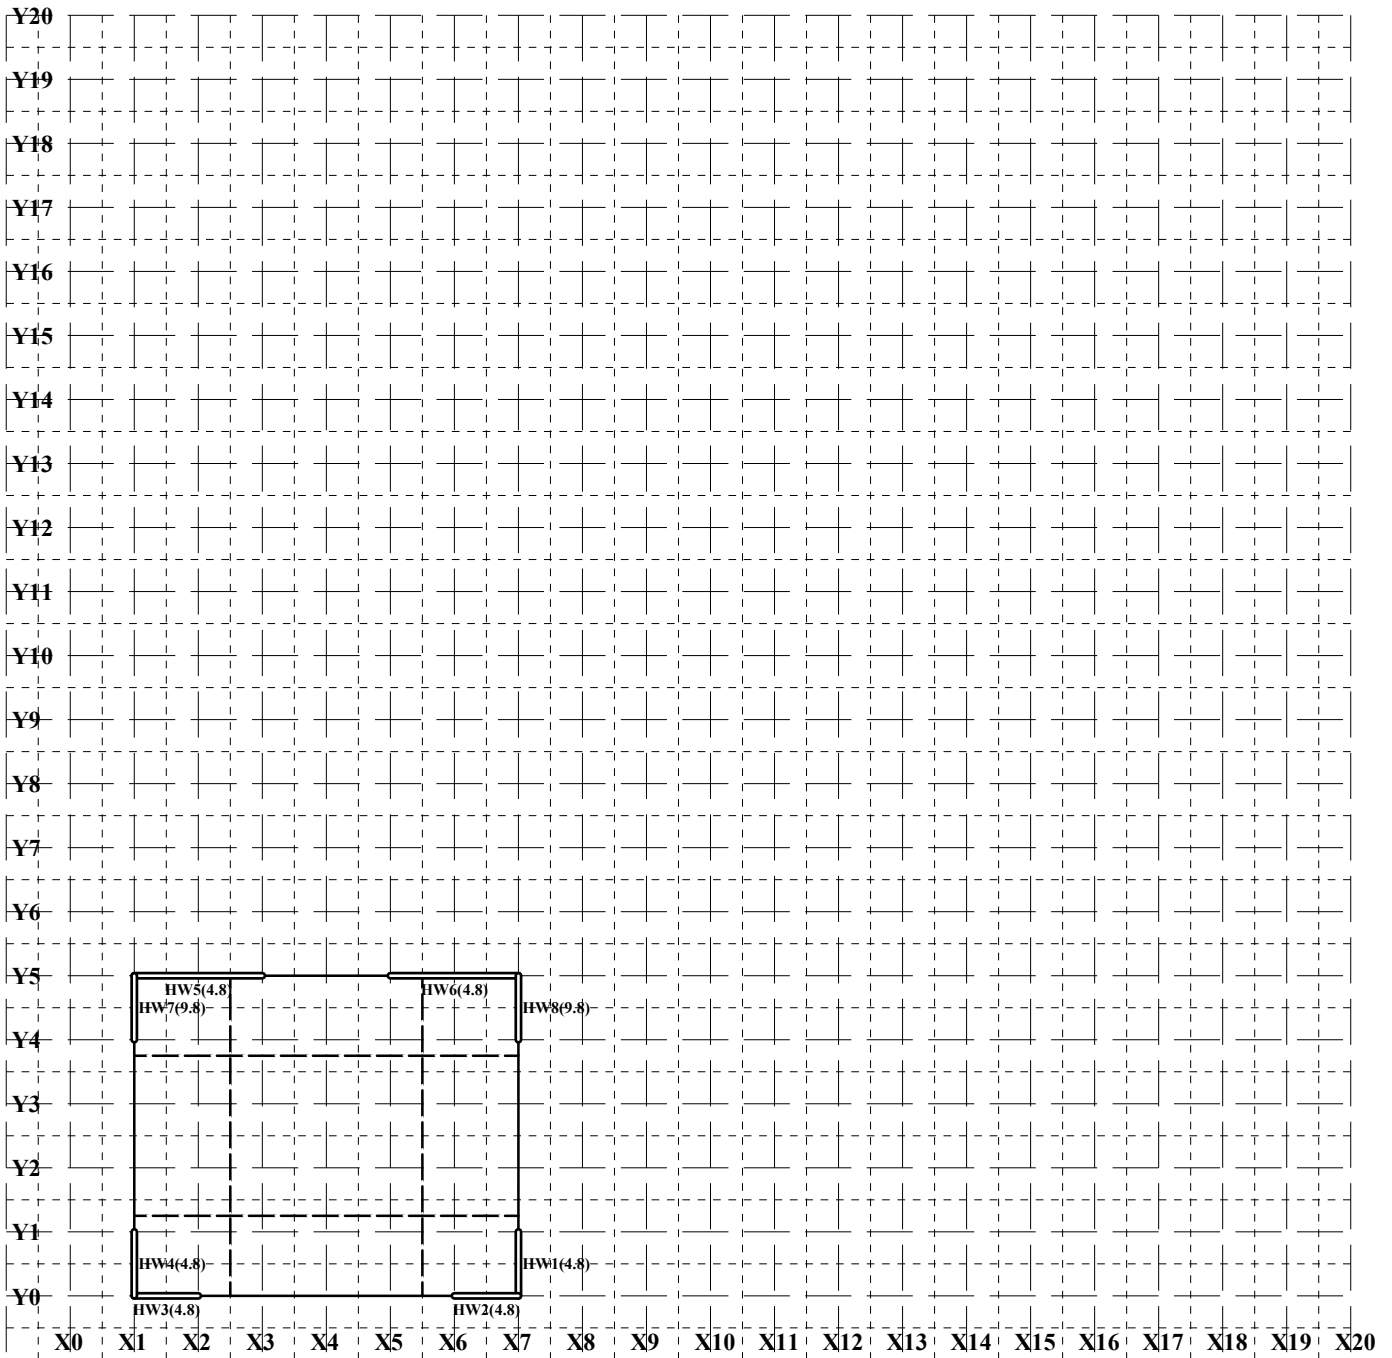 Y20
Y19
Y18
Y17
Y16
Y15
Y14
Y13
Y12
Y11
Y10
Y9
Y8
Y7
Y6
Y5
HW5(4.8) HW6(4.8)
HW7(9.8) HW8(9.8)
Y4
Y3
Y2
Y1
HW4(4.8) HW1(4.8)
Y0
HW3(4.8) HW2(4.8)
X0 X1 X2 X3 X4 X5 X6 X7 X8 X9 X10 X11 X12 X13 X14 X15 X16 X17 X18 X19 X20